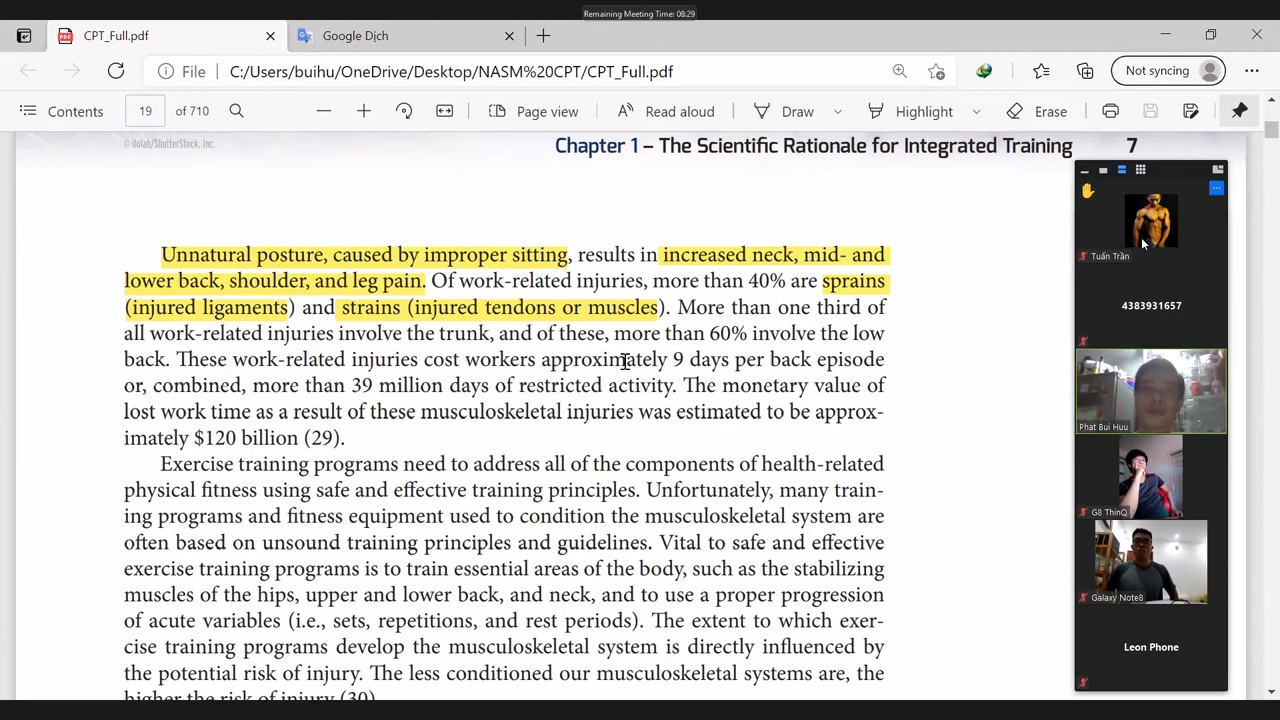 Remaining Meeting Time: 08:29
CPT_Full.pdf
Google Dịch
File
C:/Users/buihu/OneDrive/Desktop/NASM%20CPT/CPT_Full.pdf
Not syncing
Contents
19
of 710
Page view
Read aloud
Draw
Highlight
Erase
© ilolab/ShutterStock, Inc.
Chapter 1 – The Scientific Rationale for Integrated Training 7
Unnatural posture, caused by improper sitting, results in increased neck, mid- and
lower back, shoulder, and leg pain. Of work-related injuries, more than 40% are sprains
(injured ligaments) and strains (injured tendons or muscles). More than one third of
all work-related injuries involve the trunk, and of these, more than 60% involve the low
back. These work-related injuries cost workers approximately 9 days per back episode
or, combined, more than 39 million days of restricted activity. The monetary value of
lost work time as a result of these musculoskeletal injuries was estimated to be approx-
imately $120 billion (29).
Exercise training programs need to address all of the components of health-related
physical fitness using safe and effective training principles. Unfortunately, many train-
ing programs and fitness equipment used to condition the musculoskeletal system are
often based on unsound training principles and guidelines. Vital to safe and effective
exercise training programs is to train essential areas of the body, such as the stabilizing
muscles of the hips, upper and lower back, and neck, and to use a proper progression
of acute variables (i.e., sets, repetitions, and rest periods). The extent to which exer-
cise training programs develop the musculoskeletal system is directly influenced by
the potential risk of injury. The less conditioned our musculoskeletal systems are, the
higher the risk of injury (30).
Tuấn Trần
4383931657
Phat Bui Huu
G8 ThinQ
Galaxy Note8
Leon Phone